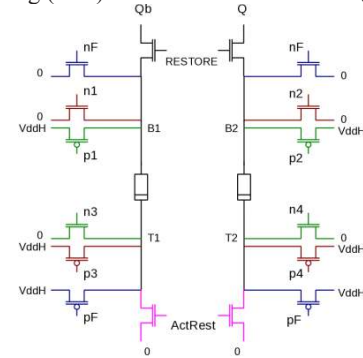 Qb Q
nF nF
RESTORE
0 0
n1 n2
0 0
VddH B1 B2 VddH
p1 p2
n3 n4
0 T1 T2 0
VddH VddH
p3 p4
VddH VddH
pF ActRest pF
0 0